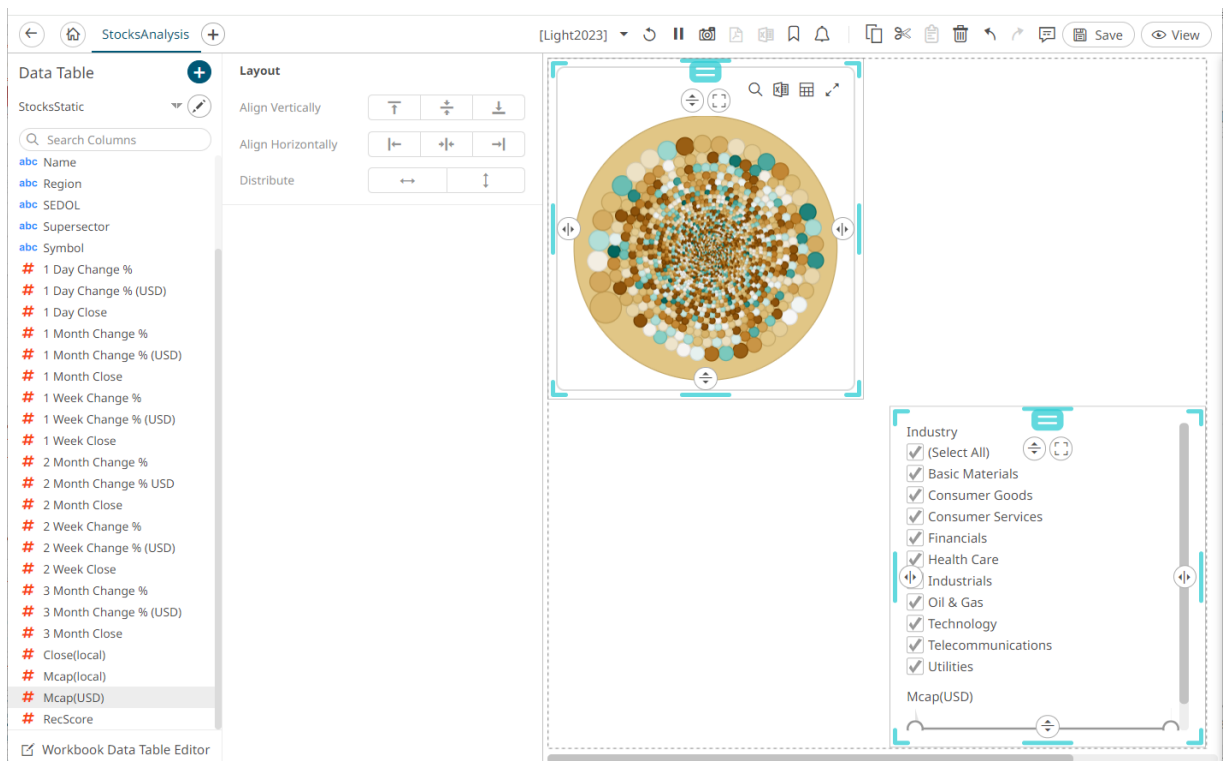 StocksAnalysis
[Light2023]
Save
View
Data Table
StocksStatic
Search Columns
abc Name
abc Region
abc SEDOL
abc Supersector
abc Symbol
# 1 Day Change %
# 1 Day Change % (USD)
# 1 Day Close
# 1 Month Change %
# 1 Month Change % (USD)
# 1 Month Close
# 1 Week Change %
# 1 Week Change % (USD)
# 1 Week Close
# 2 Month Change %
# 2 Month Change % USD
# 2 Month Close
# 2 Week Change %
# 2 Week Change % (USD)
# 2 Week Close
# 3 Month Change %
# 3 Month Change % (USD)
# 3 Month Close
# Close(local)
# Mcap(local)
# Mcap(USD)
# RecScore
Workbook Data Table Editor
Layout
Align Vertically
Align Horizontally
Distribute
Industry
(Select All)
Basic Materials
Consumer Goods
Consumer Services
Financials
Health Care
Industrials
Oil & Gas
Technology
Telecommunications
Utilities
Mcap(USD)